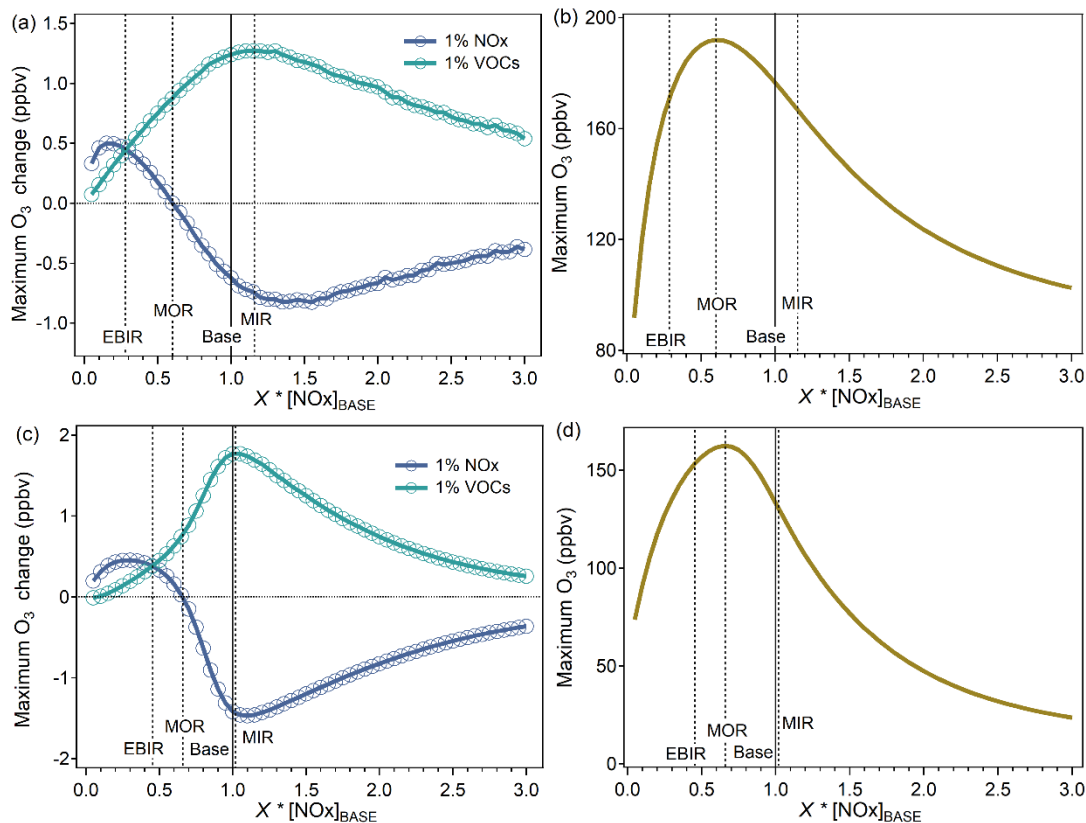 (a)
Maximum O3 change (ppbv)
1.5
1.0
0.5
0.0
-0.5
-1.0
1% NOx
1% VOCs
EBIR
MOR
Base
MIR
0.0 0.5 1.0 1.5 2.0 2.5 3.0
X * [NOx]BASE
(b)
Maximum O3 (ppbv)
200
160
120
80
EBIR
MOR
Base
MIR
0.0 0.5 1.0 1.5 2.0 2.5 3.0
X * [NOx]BASE
(c)
Maximum O3 change (ppbv)
2
1
0
-1
-2
1% NOx
1% VOCs
EBIR
MOR
Base
MIR
0.0 0.5 1.0 1.5 2.0 2.5 3.0
X * [NOx]BASE
(d)
Maximum O3 (ppbv)
150
100
50
0
EBIR
MOR
Base
MIR
0.0 0.5 1.0 1.5 2.0 2.5 3.0
X * [NOx]BASE